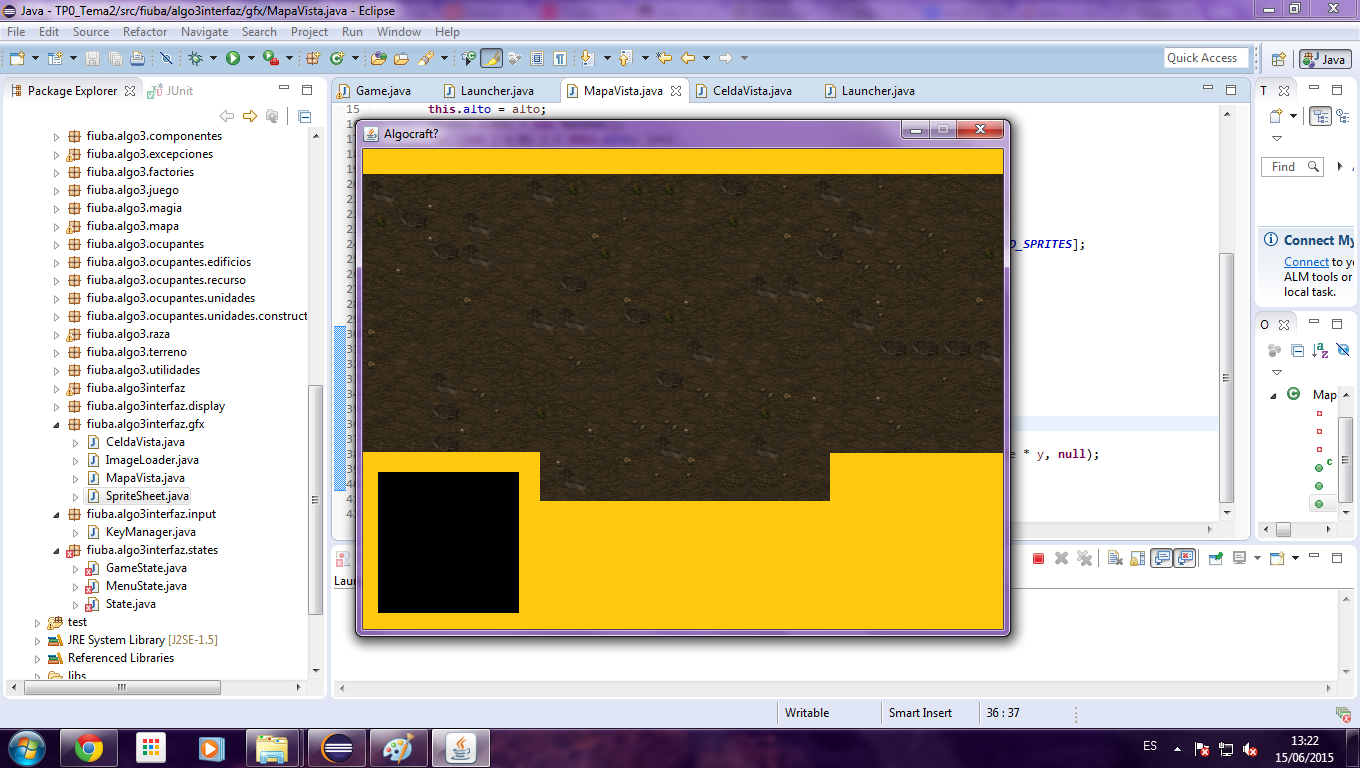 Java - TP0_Tema2/src/fiuba/algo3interfaz/gfx/MapaVista.java - Eclipse
File Edit Source Refactor Navigate Search Project Run Window Help
Quick Access
Java
Package Explorer
JUnit
fiuba.algo3.componentes
fiuba.algo3.excepciones
fiuba.algo3.factories
fiuba.algo3.juego
fiuba.algo3.magia
fiuba.algo3.mapa
fiuba.algo3.ocupantes
fiuba.algo3.ocupantes.edificios
fiuba.algo3.ocupantes.recurso
fiuba.algo3.ocupantes.unidades
fiuba.algo3.ocupantes.unidades.construct
fiuba.algo3.raza
fiuba.algo3.terreno
fiuba.algo3.utilidades
fiuba.algo3interfaz
fiuba.algo3interfaz.display
fiuba.algo3interfaz.gfx
CeldaVista.java
ImageLoader.java
MapaVista.java
SpriteSheet.java
fiuba.algo3interfaz.input
KeyManager.java
fiuba.algo3interfaz.states
GameState.java
MenuState.java
State.java
test
JRE System Library [J2SE-1.5]
Referenced Libraries
libs
Game.java Launcher.java MapaVista.java CeldaVista.java Launcher.java
15 this.alto = alto;
Algocraft?
D_SPRITES];
e * y, null);
Lau
T
Find
Connect My
Connect to yo
ALM tools or
local task.
O
Map
Writable Smart Insert 36 : 37
ES
13:22
15/06/2015